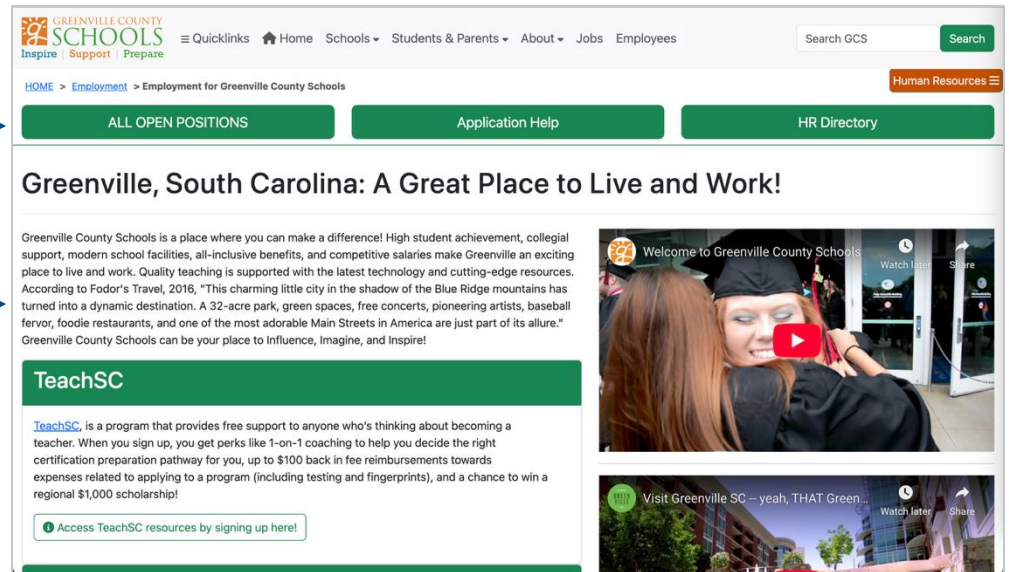 GREENVILLE COUNTY
SCHOOLS
Inspire | Support | Prepare
≡ Quicklinks Home Schools Students & Parents About Jobs Employees
Search GCS
Search
HOME > Employment > Employment for Greenville County Schools
Human Resources ≡
ALL OPEN POSITIONS
Application Help
HR Directory
Greenville, South Carolina: A Great Place to Live and Work!
Greenville County Schools is a place where you can make a difference! High student achievement, collegial
support, modern school facilities, all-inclusive benefits, and competitive salaries make Greenville an exciting
place to live and work. Quality teaching is supported with the latest technology and cutting-edge resources.
According to Fodor's Travel, 2016, "This charming little city in the shadow of the Blue Ridge mountains has
turned into a dynamic destination. A 32-acre park, green spaces, free concerts, pioneering artists, baseball
fervor, foodie restaurants, and one of the most adorable Main Streets in America are just part of its allure."
Greenville County Schools can be your place to Influence, Imagine, and Inspire!
TeachSC
TeachSC, is a program that provides free support to anyone who's thinking about becoming a
teacher. When you sign up, you get perks like 1-on-1 coaching to help you decide the right
certification preparation pathway for you, up to $100 back in fee reimbursements towards
expenses related to applying to a program (including testing and fingerprints), and a chance to win a
regional $1,000 scholarship!
Access TeachSC resources by signing up here!
Welcome to Greenville County Schools
Watch later
Share
Visit Greenville SC -- yeah, THAT Green...
Watch later
Share